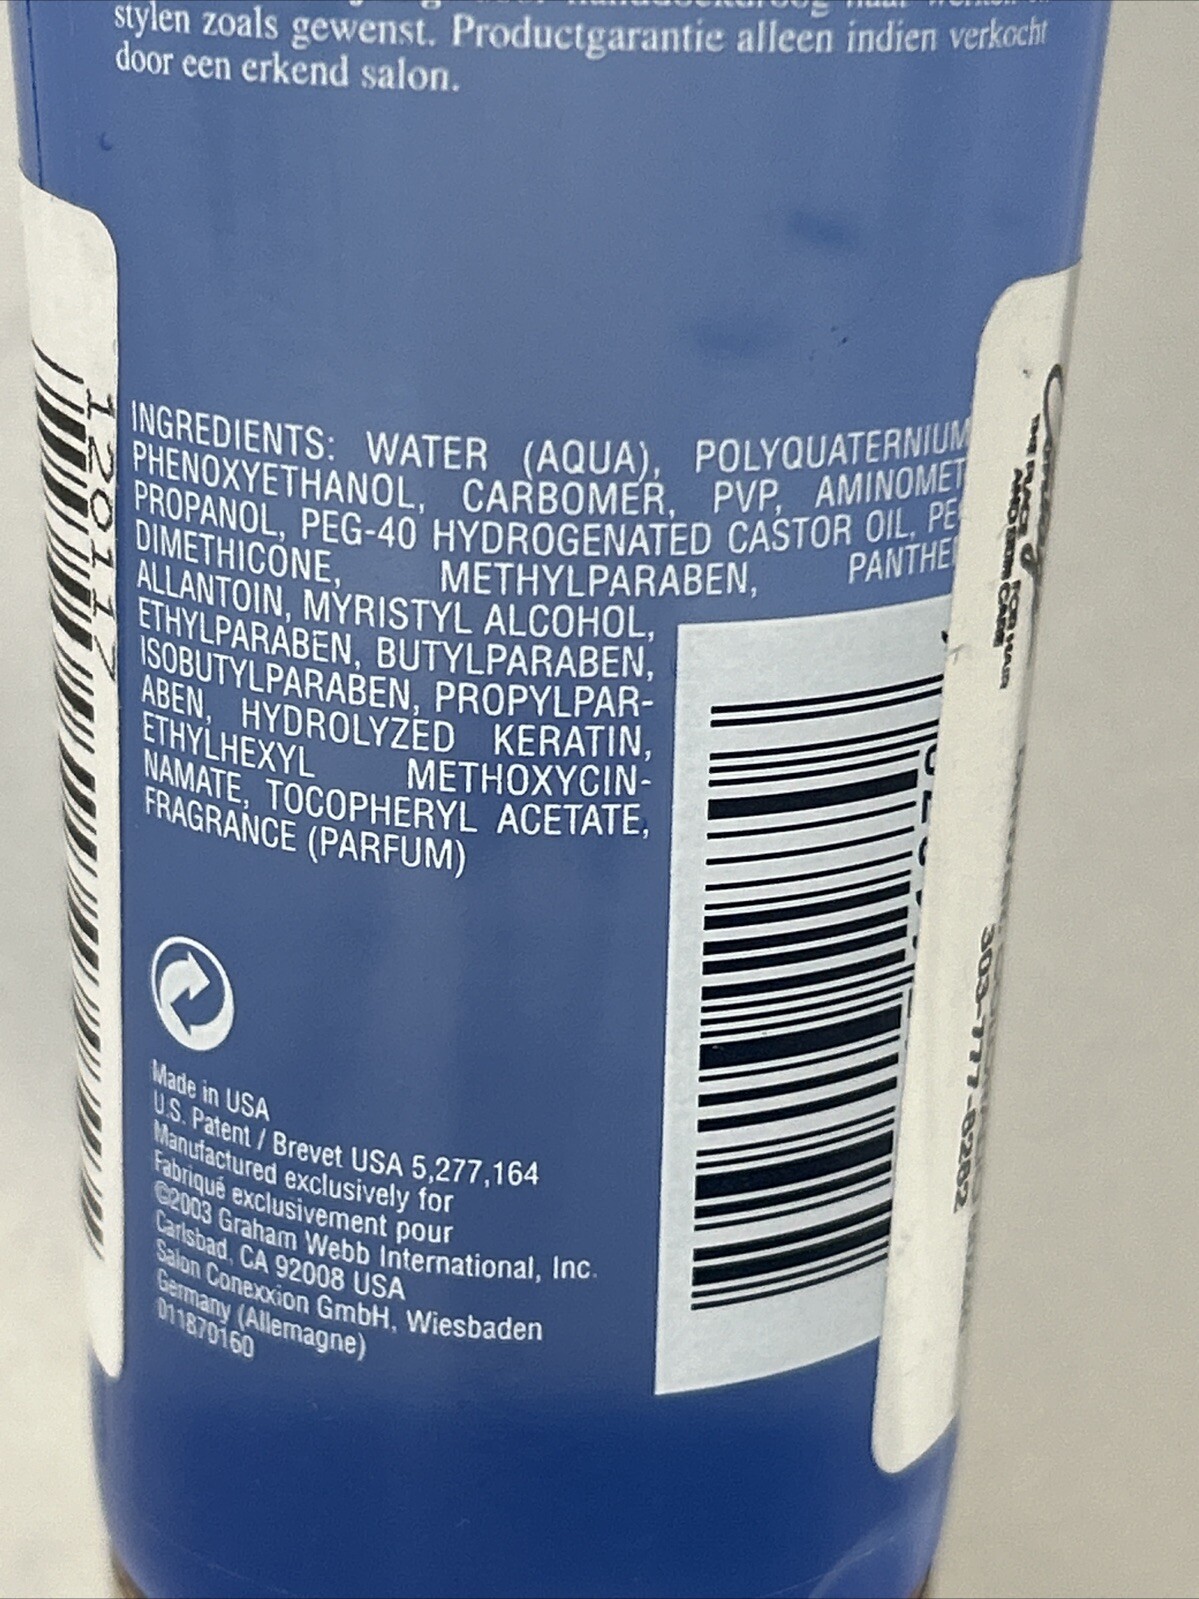 stylen zoals gewenst. Productgarantie alleen indien verkocht
door een erkend salon.
INGREDIENTS: WATER (AQUA), POLYQUATERNIUM
PHENOXYETHANOL, CARBOMER, PVP, AMINOMET
PROPANOL, PEG-40 HYDROGENATED CASTOR OIL, PE
DIMETHICONE, METHYLPARABEN, PANTHE
ALLANTOIN, MYRISTYL ALCOHOL,
ETHYLPARABEN, BUTYLPARABEN,
ISOBUTYLPARABEN, PROPYLPAR-
ABEN, HYDROLYZED KERATIN,
ETHYLHEXYL METHOXYCIN-
NAMATE, TOCOPHERYL ACETATE,
FRAGRANCE (PARFUM)
Made in USA
U.S. Patent / Brevet USA 5,277,164
Manufactured exclusively for
Fabriqué exclusivement pour
©2003 Graham Webb International, Inc.
Carlsbad, CA 92008 USA
Salon Conexxion GmbH, Wiesbaden
Germany (Allemagne)
011870160
120117
303-777-8292